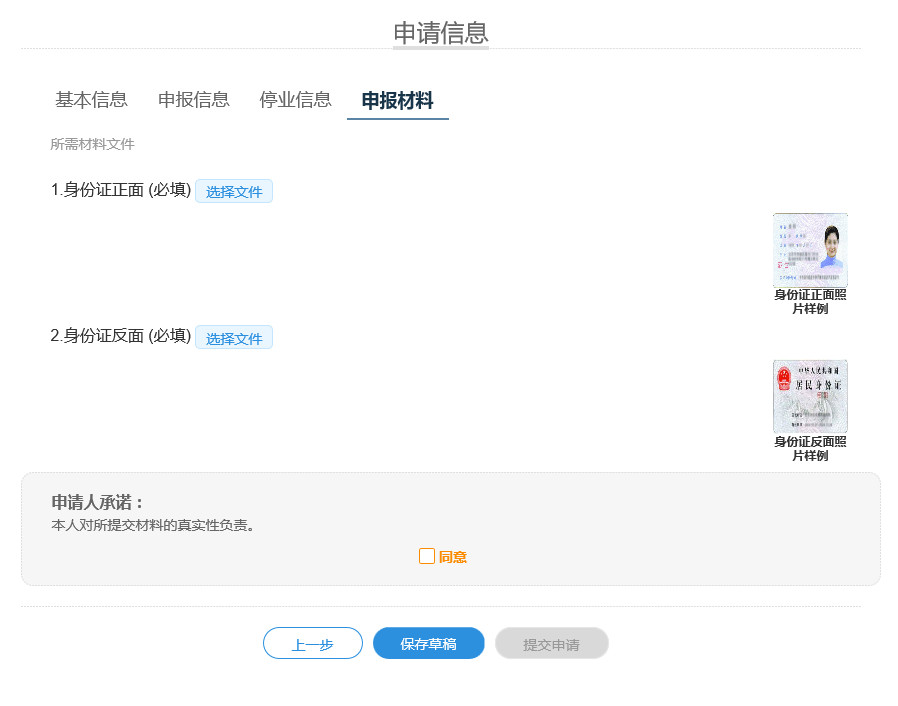 申请信息
基本信息 申报信息 停业信息 申报材料
所需材料文件
1.身份证正面 (必填) 选择文件
身份证正面照
片样例
2.身份证反面 (必填) 选择文件
中华人民共和国
居民身份证
身份证反面照
片样例
申请人承诺：
本人对所提交材料的真实性负责。
同意
上一步 保存草稿 提交申请